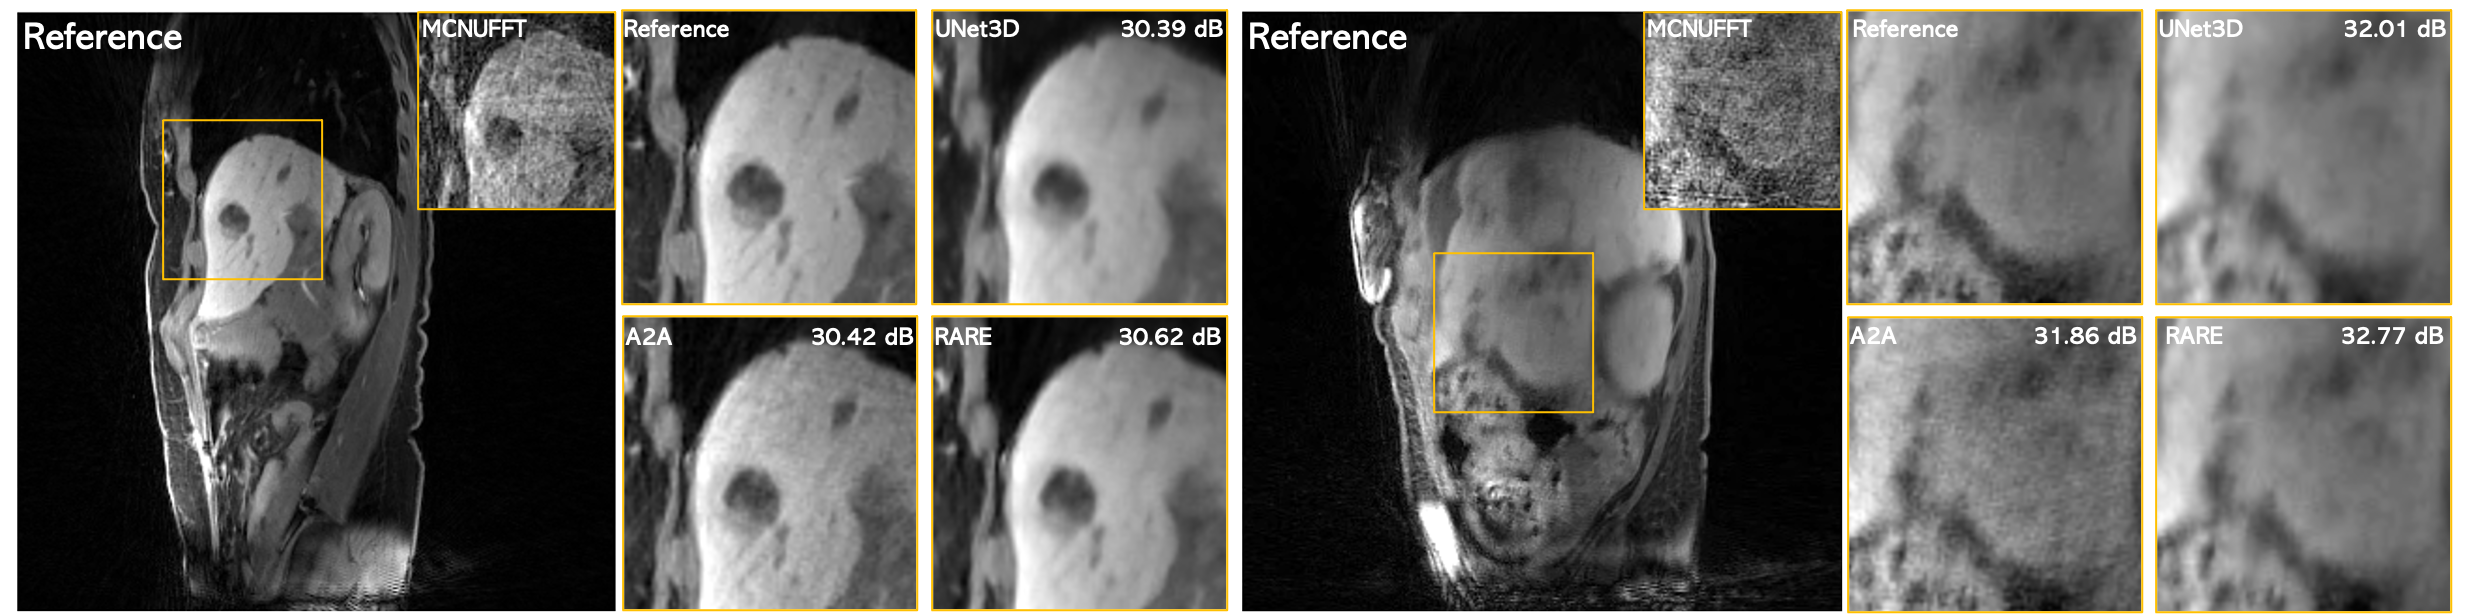 Reference
MCNUFFT
Reference
UNet3D 30.39 dB
A2A 30.42 dB
RARE 30.62 dB
Reference
MCNUFFT
Reference
UNet3D 32.01 dB
A2A 31.86 dB
RARE 32.77 dB